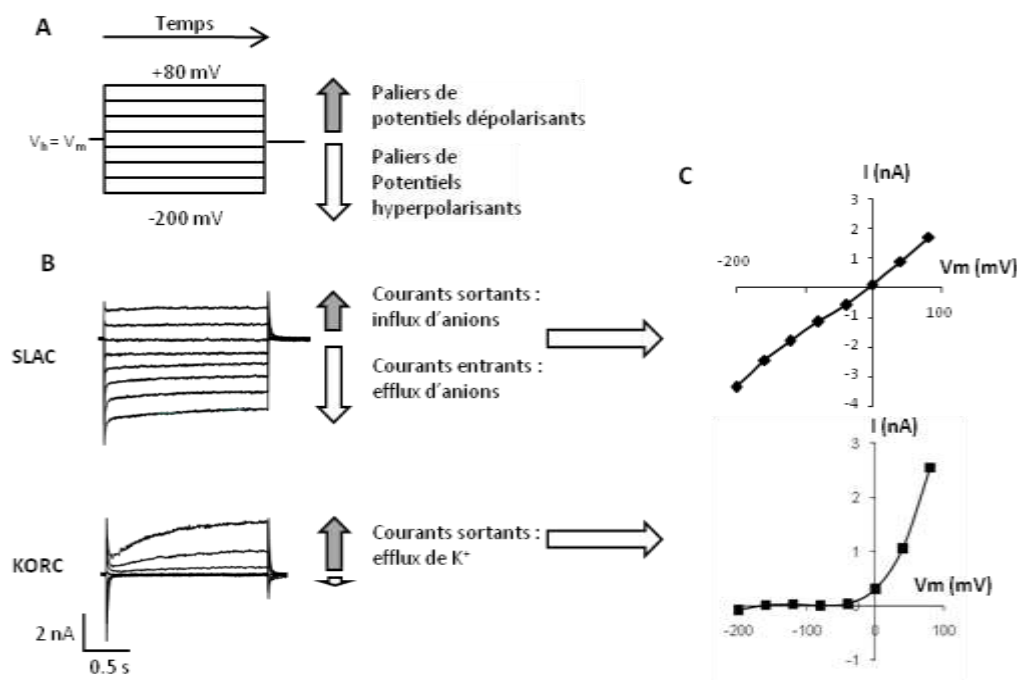 A
Temps
+80 mV
Vh = Vm
-200 mV
Paliers de
potentiels dépolarisants
Paliers de
Potentiels
hyperpolarisants
B
SLAC
Courants sortants :
influx d'anions
Courants entrants :
efflux d'anions
KORC
Courants sortants :
efflux de K+
2 nA
0.5 s
C
I (nA)
3
2
1
-200
Vm (mV)
100
-1
-2
-3
-4
I (nA)
3
2
1
Vm (mV)
-200
-100
0
100
-1